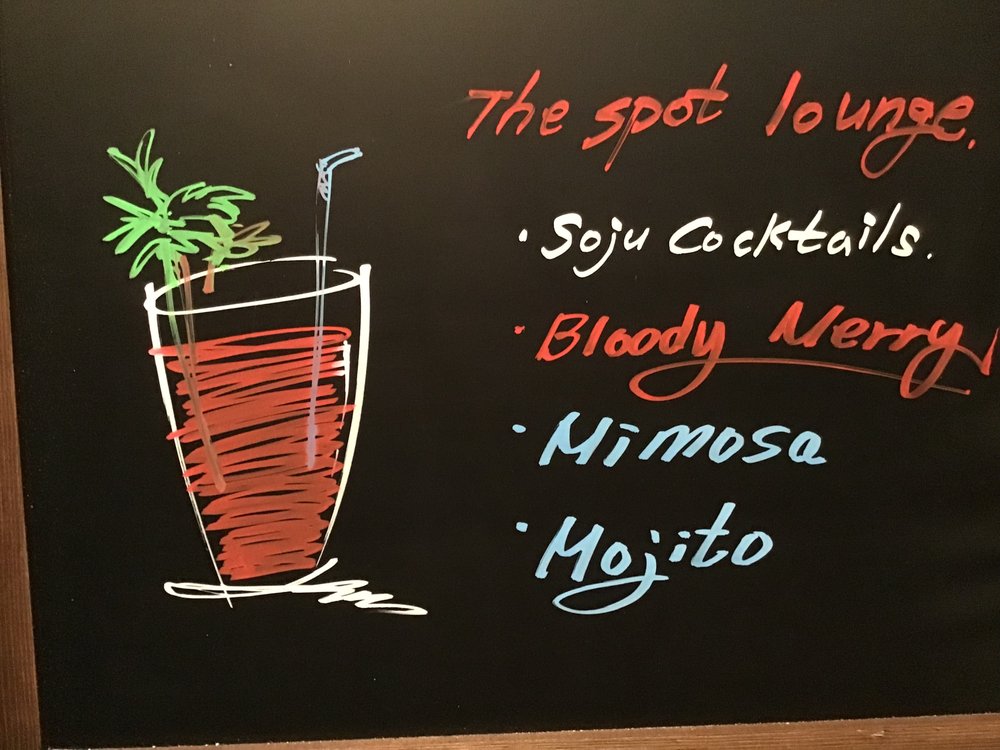 The spot lounge.
· Soju Cocktails.
· Bloody Merry
· Mimosa
· Mojito